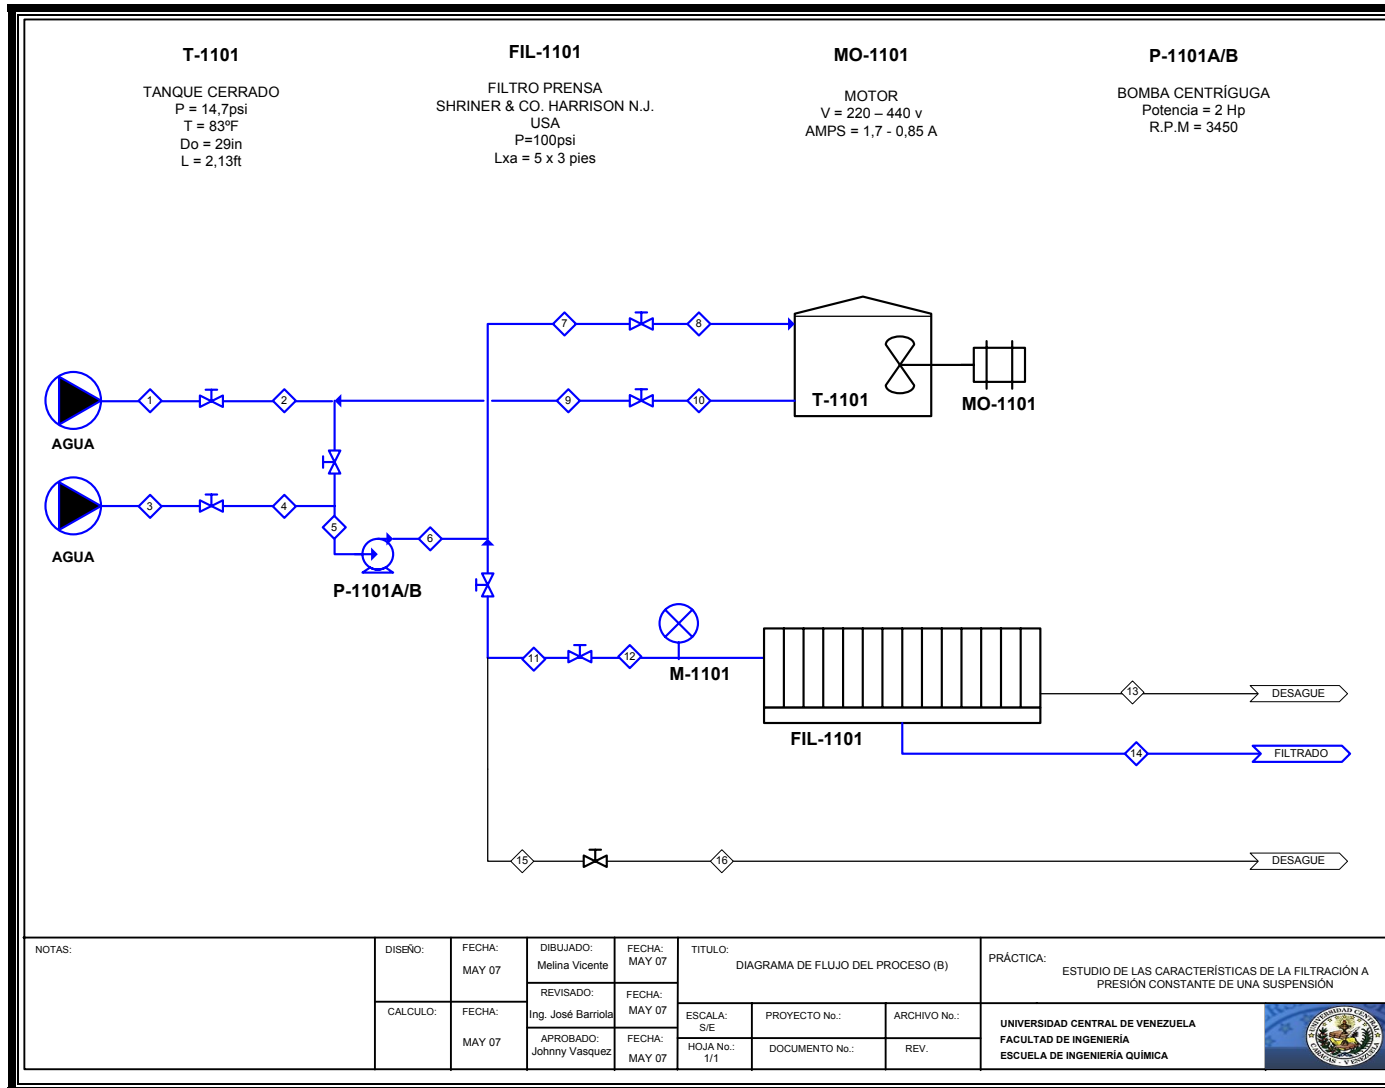 T-1101
TANQUE CERRADO
P = 14,7psi
T = 83ºF
Do = 29in
L = 2,13ft
FIL-1101
FILTRO PRENSA
SHRINER & CO. HARRISON N.J.
USA
P=100psi
Lxa = 5 x 3 pies
MO-1101
MOTOR
V = 220 – 440 v
AMPS = 1,7 - 0,85 A
P-1101A/B
BOMBA CENTRÍGUGA
Potencia = 2 Hp
R.P.M = 3450
7
8
1
2
9
10
T-1101
MO-1101
AGUA
3
4
5
6
AGUA
P-1101A/B
11
12
M-1101
13
DESAGUE
FIL-1101
14
FILTRADO
15
16
DESAGUE
NOTAS:
DISEÑO:
FECHA:
MAY 07
DIBUJADO:
Melina Vicente
FECHA:
MAY 07
REVISADO:
Ing. José Barriola
FECHA:
MAY 07
CALCULO:
FECHA:
MAY 07
APROBADO:
Johnny Vasquez
FECHA:
MAY 07
TITULO:
DIAGRAMA DE FLUJO DEL PROCESO (B)
ESCALA:
S/E
PROYECTO No.:
ARCHIVO No.:
HOJA No.:
1/1
DOCUMENTO No.:
REV.
PRÁCTICA:
ESTUDIO DE LAS CARACTERÍSTICAS DE LA FILTRACIÓN A
PRESIÓN CONSTANTE DE UNA SUSPENSIÓN
UNIVERSIDAD CENTRAL DE VENEZUELA
FACULTAD DE INGENIERÍA
ESCUELA DE INGENIERÍA QUÍMICA
UNIVERSIDAD CENTRAL
CARACAS - VENEZUELA